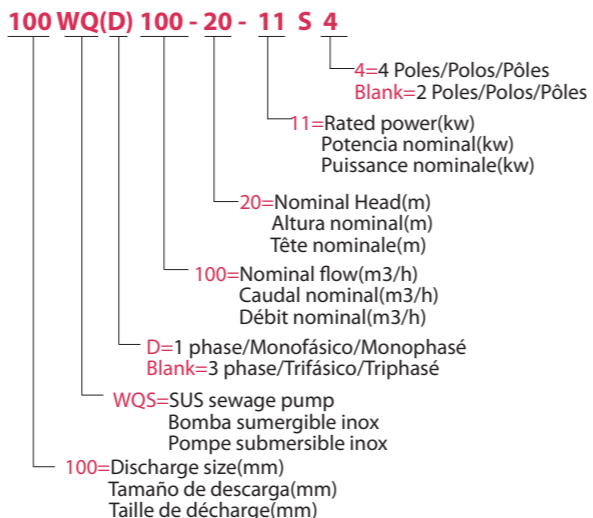 100 WQ(D) 100 - 20 - 11 S 4
4=4 Poles/Polos/Pôles
Blank=2 Poles/Polos/Pôles
11=Rated power(kw)
Potencia nominal(kw)
Puissance nominale(kw)
20=Nominal Head(m)
Altura nominal(m)
Tête nominale(m)
100=Nominal flow(m3/h)
Caudal nominal(m3/h)
Débit nominal(m3/h)
D=1 phase/Monofásico/Monophasé
Blank=3 phase/Trifásico/Triphasé
WQS=SUS sewage pump
Bomba sumergible inox
Pompe submersible inox
100=Discharge size(mm)
Tamaño de descarga(mm)
Taille de décharge(mm)